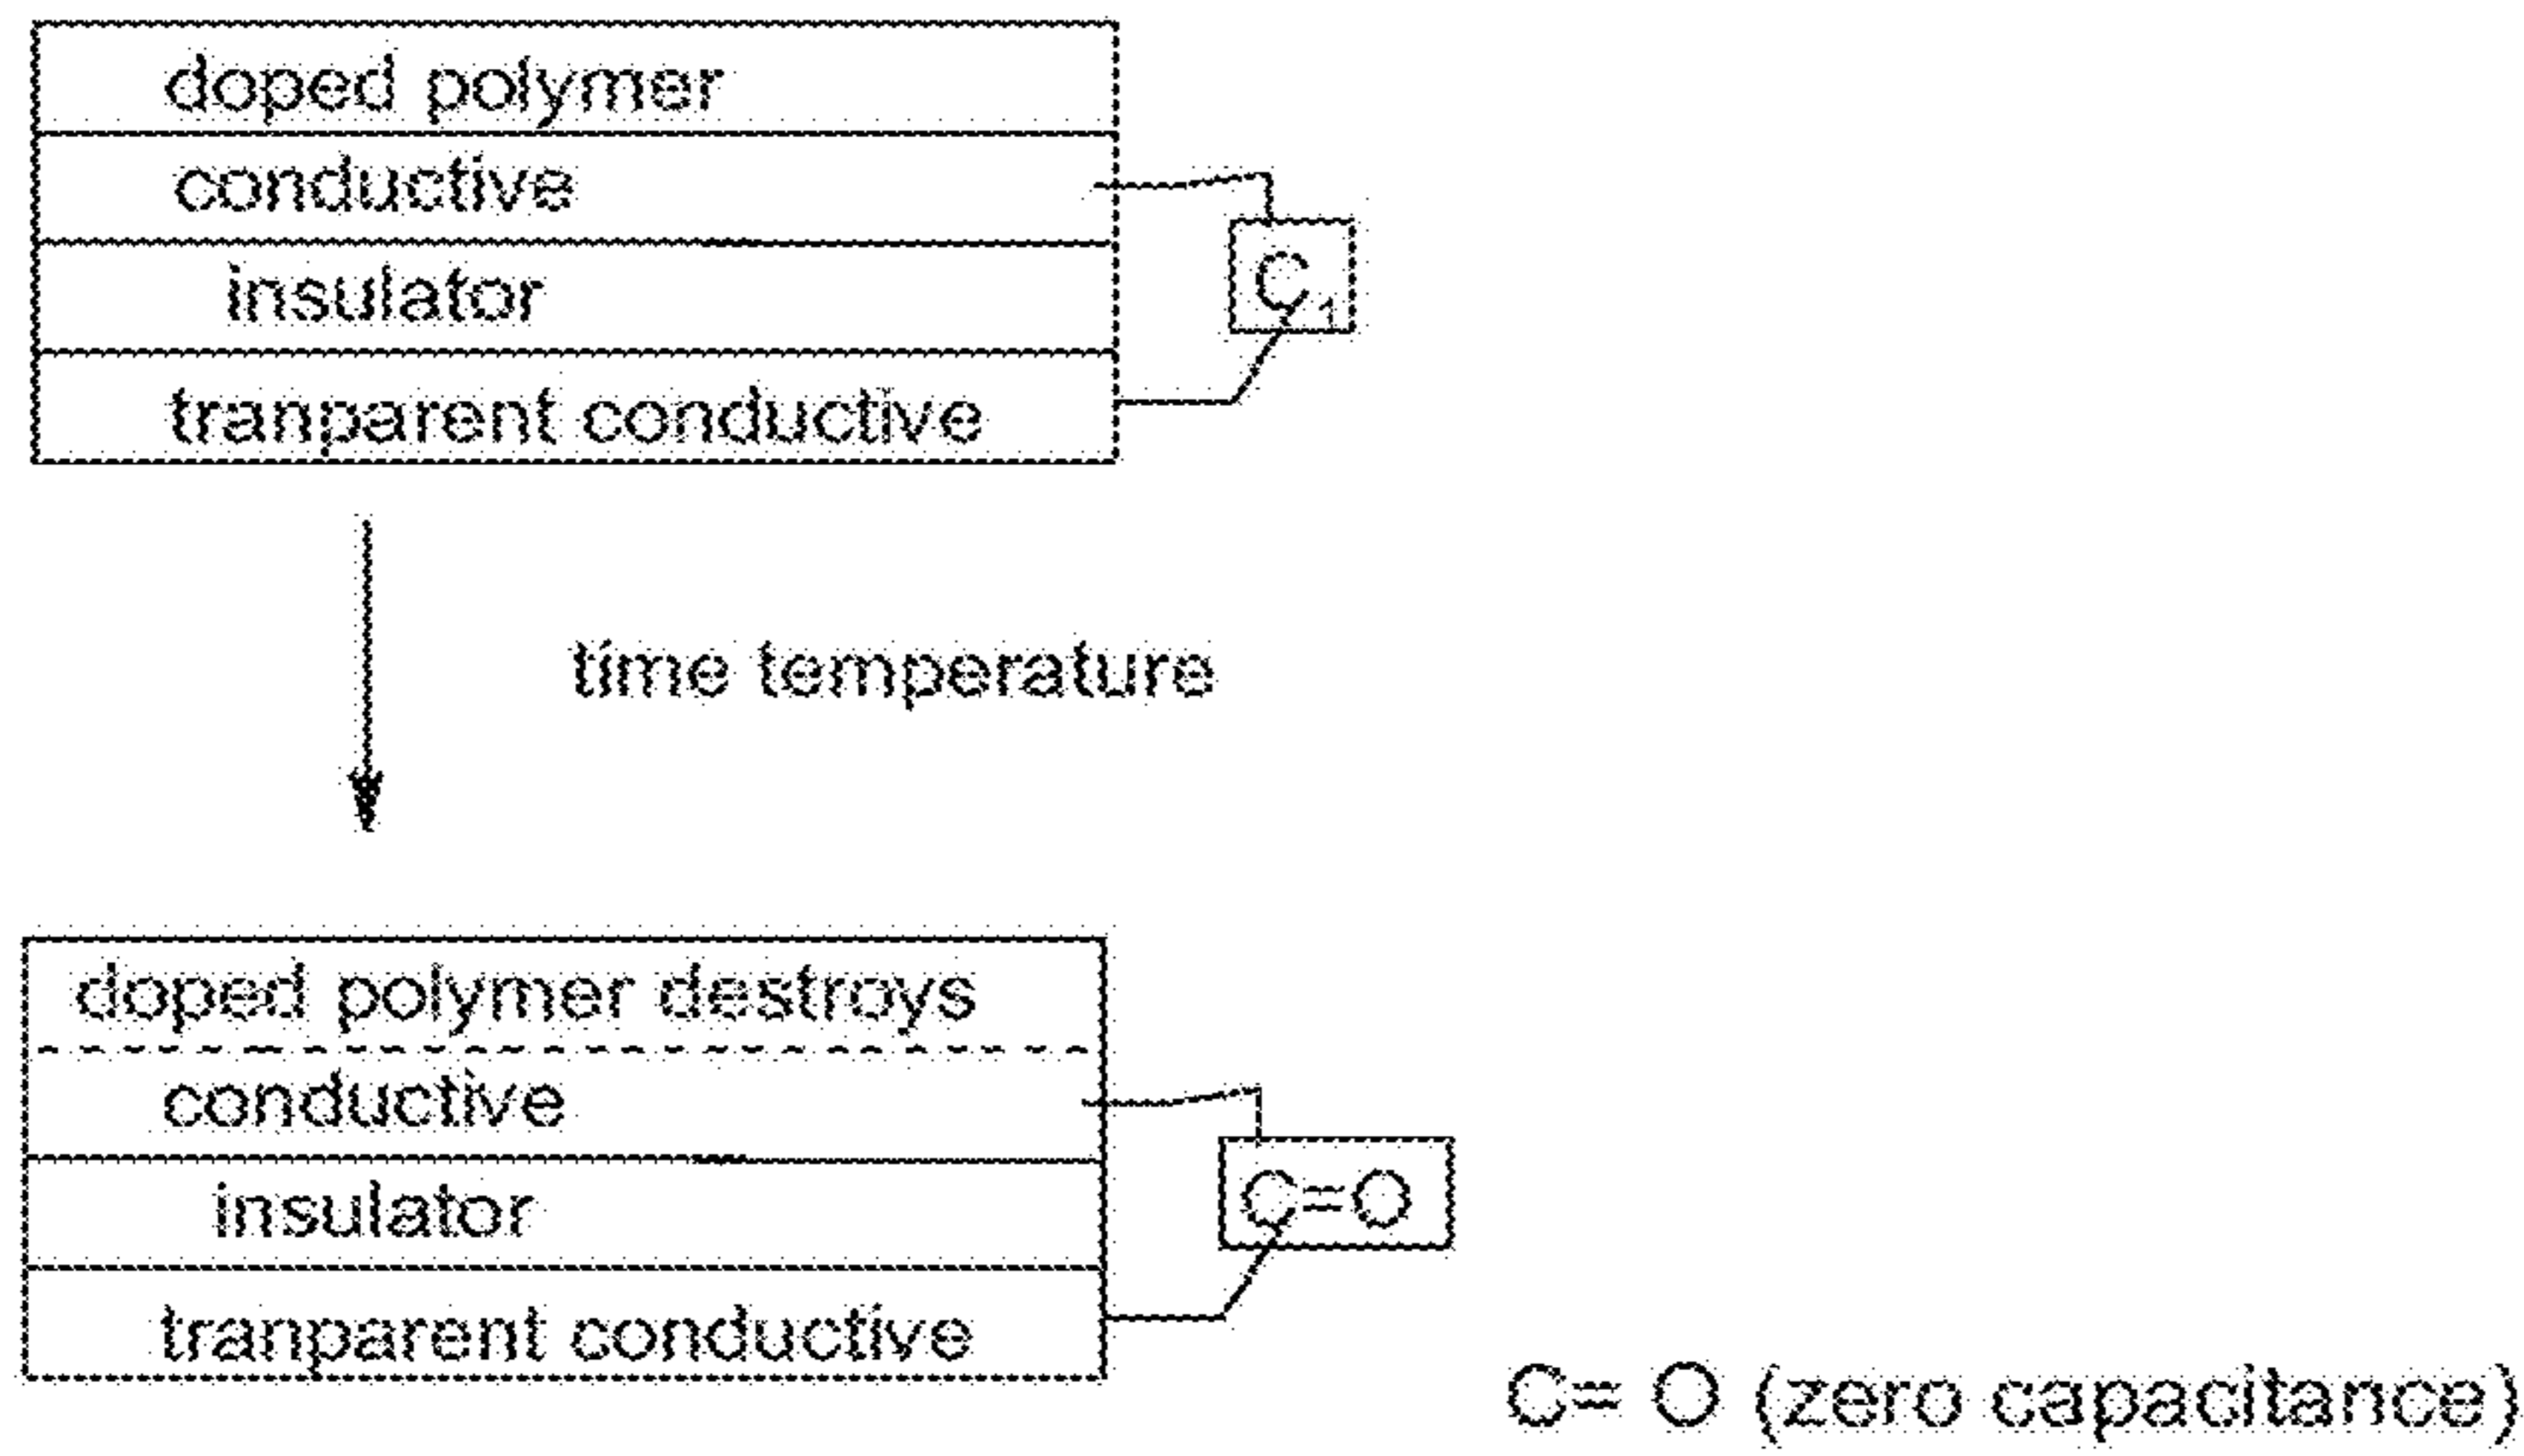 doped polymer
conductive
insulator
C1
tranparent conductive
time temperature
doped polymer destroys
conductive
insulator
C=O
tranparent conductive
C= O (zero capacitance)